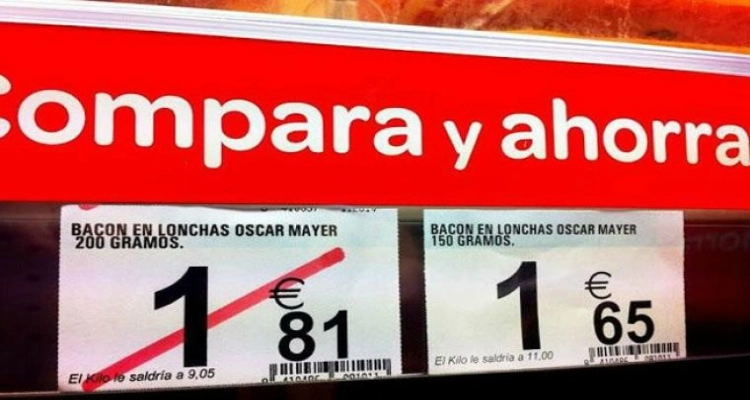 Compara y ahorra
BACON EN LONCHAS OSCAR MAYER
200 GRAMOS.
1 € 81
El Kilo le saldría a 9,05
BACON EN LONCHAS OSCAR MAYER
150 GRAMOS.
1 € 65
El Kilo le saldría a 11,00